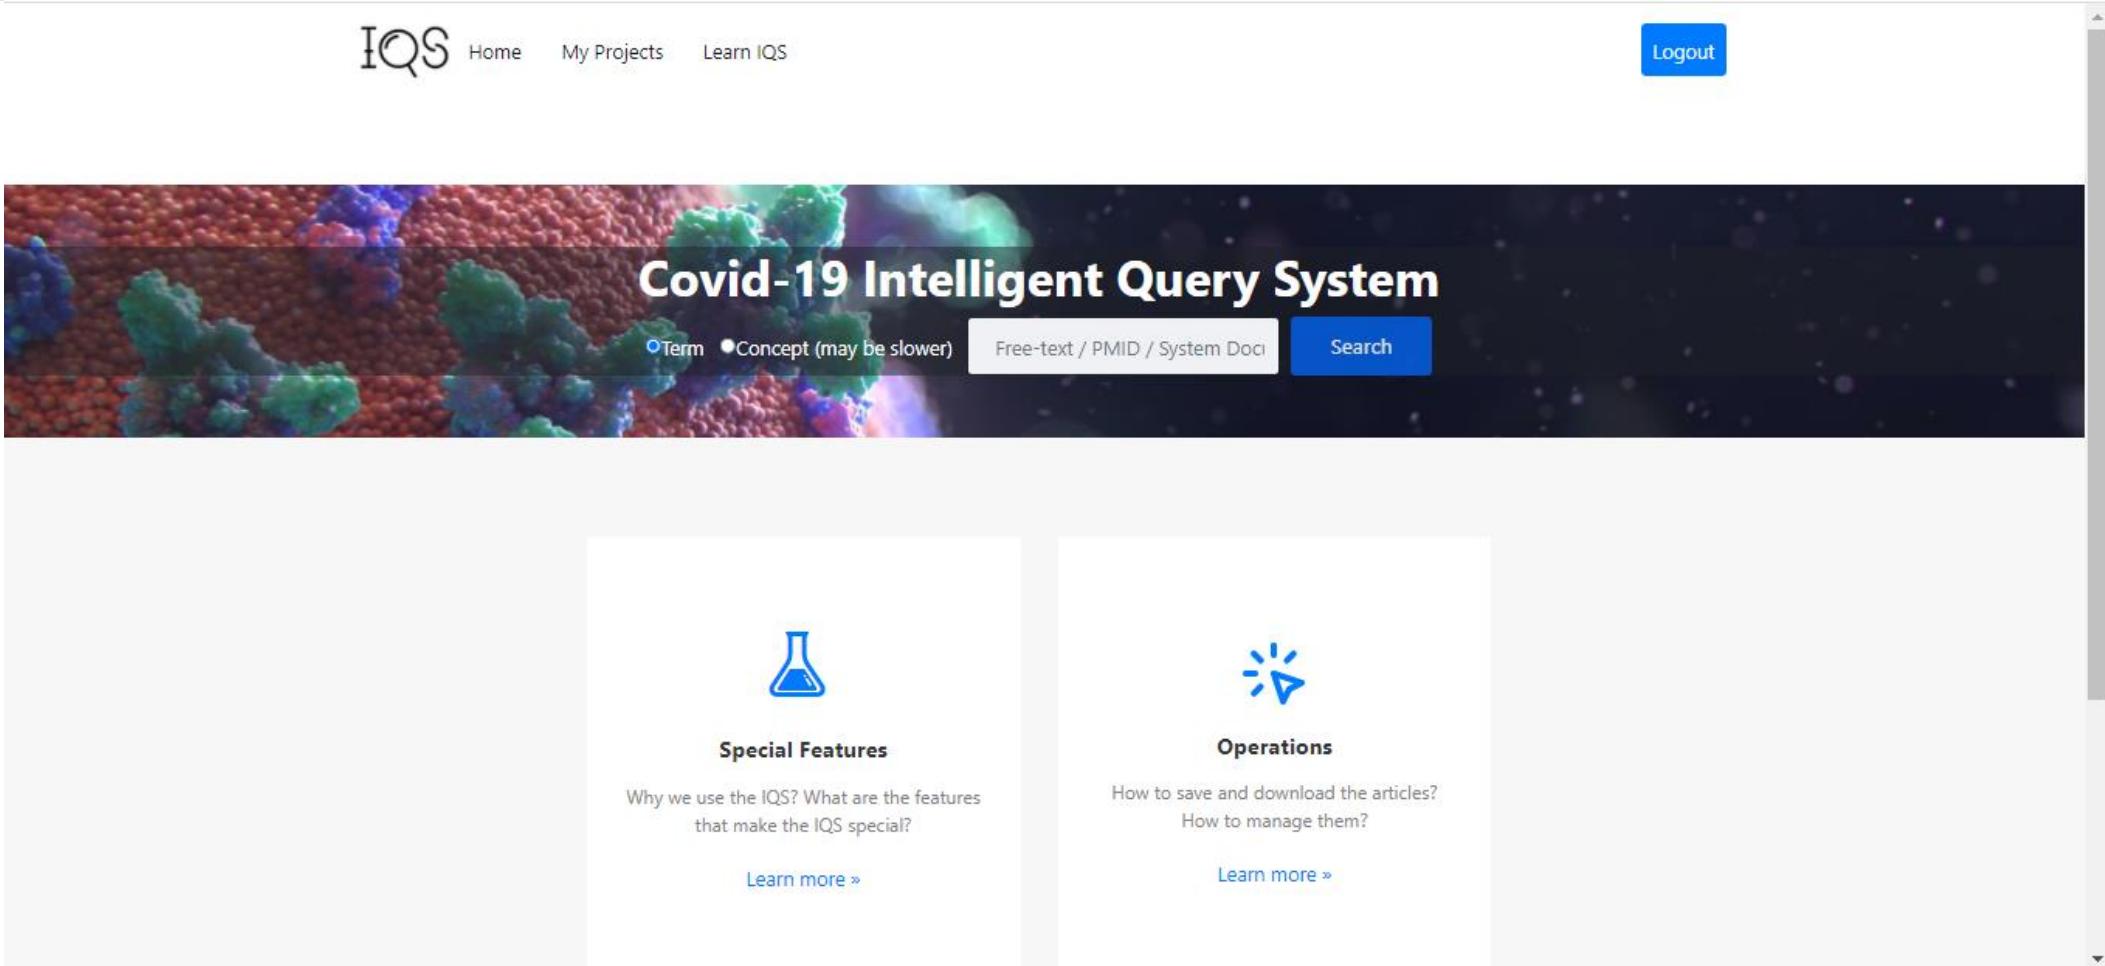 IQS Home My Projects Learn IQS Logout
Covid-19 Intelligent Query System
Term Concept (may be slower) Free-text / PMID / System Docu Search
Special Features
Why we use the IQS? What are the features
that make the IQS special?
Learn more »
Operations
How to save and download the articles?
How to manage them?
Learn more »